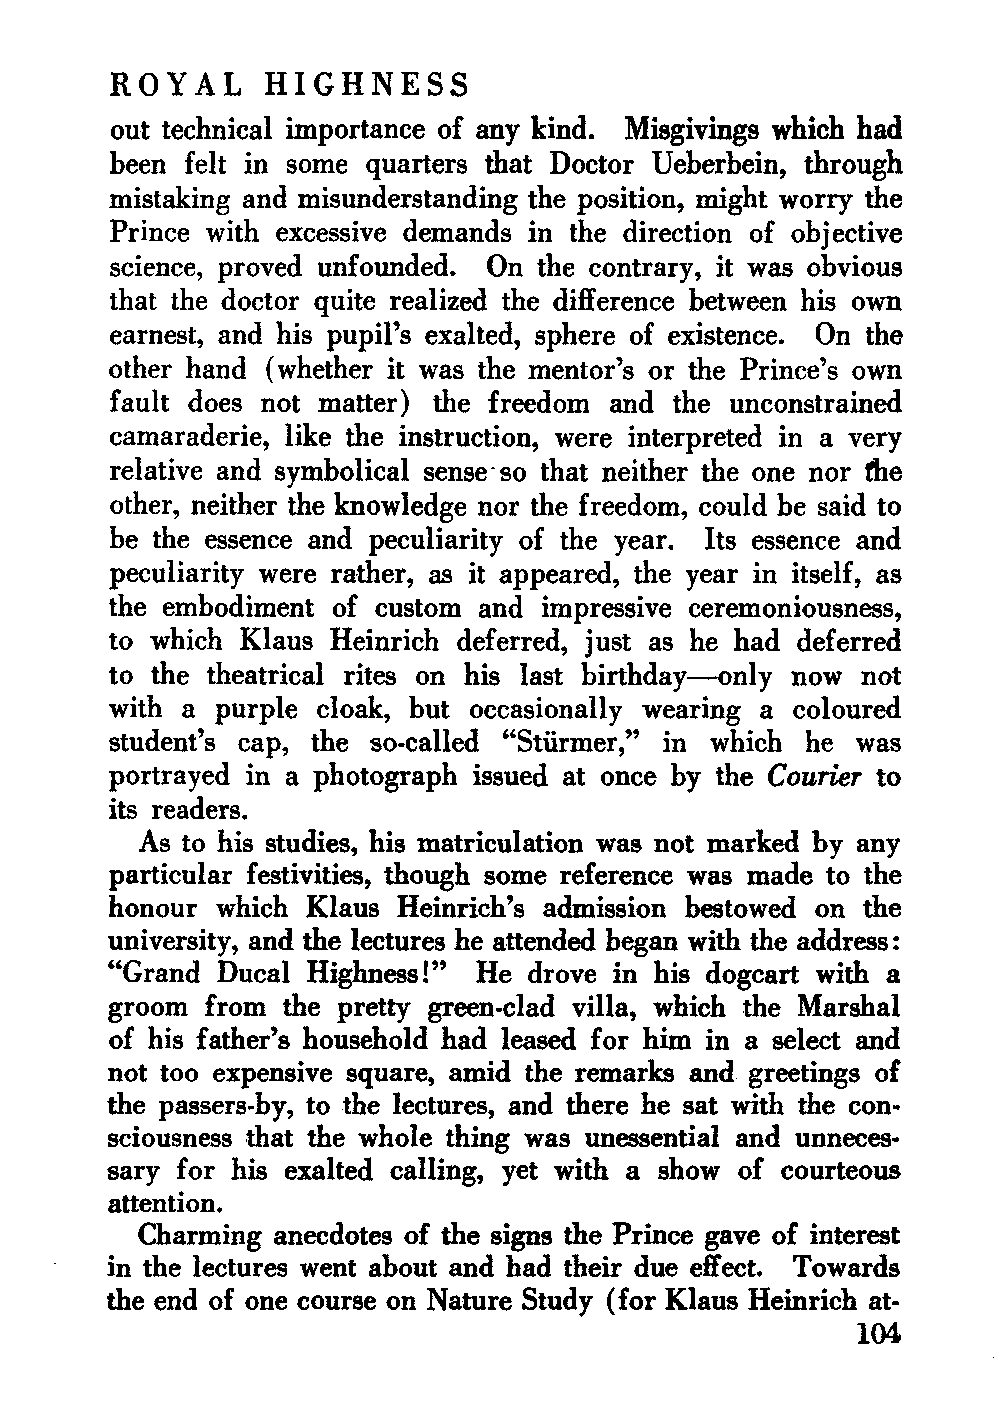 ROYAL HIGHNESS
out technical importance of any kind. Misgivings which had
been felt in some quarters that Doctor Ueberbein, through
mistaking and misunderstanding the position, might worry the
Prince with excessive demands in the direction of objective
science, proved unfounded. On the contrary, it was obvious
that the doctor quite realized the difference between his own
earnest, and his pupil's exalted, sphere of existence. On the
other hand (whether it was the mentor's or the Prince's own
fault does not matter) the freedom and the unconstrained
camaraderie, like the instruction, were interpreted in a very
relative and symbolical sense so that neither the one nor the
other, neither the knowledge nor the freedom, could be said to
be the essence and peculiarity of the year. Its essence and
peculiarity were rather, as it appeared, the year in itself, as
the embodiment of custom and impressive ceremoniousness,
to which Klaus Heinrich deferred, just as he had deferred
to the theatrical rites on his last birthday—only now not
with a purple cloak, but occasionally wearing a coloured
student's cap, the so-called "Stürmer," in which he was
portrayed in a photograph issued at once by the Courier to
its readers.
As to his studies, his matriculation was not marked by any
particular festivities, though some reference was made to the
honour which Klaus Heinrich's admission bestowed on the
university, and the lectures he attended began with the address:
"Grand Ducal Highness!" He drove in his dogcart with a
groom from the pretty green-clad villa, which the Marshal
of his father's household had leased for him in a select and
not too expensive square, amid the remarks and greetings of
the passers-by, to the lectures, and there he sat with the con-
sciousness that the whole thing was unessential and unneces-
sary for his exalted calling, yet with a show of courteous
attention.
Charming anecdotes of the signs the Prince gave of interest
in the lectures went about and had their due effect. Towards
the end of one course on Nature Study (for Klaus Heinrich at-
104